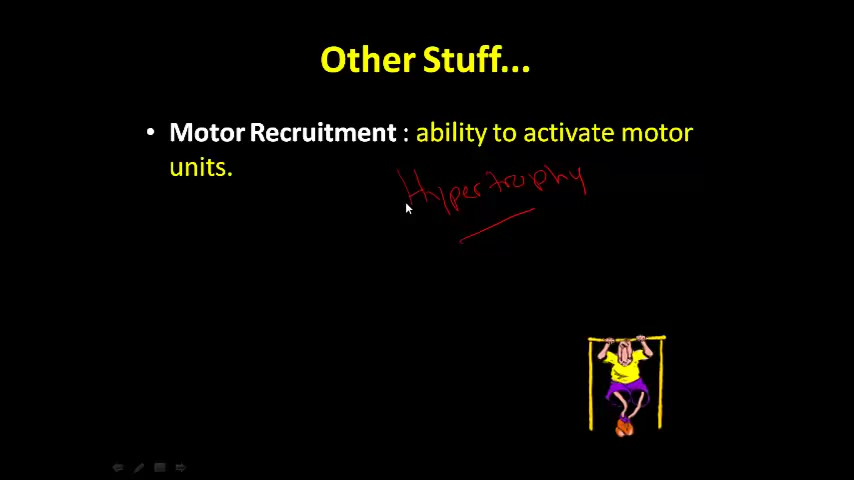 Other Stuff...
• Motor Recruitment : ability to activate motor
units.
Hypertrophy